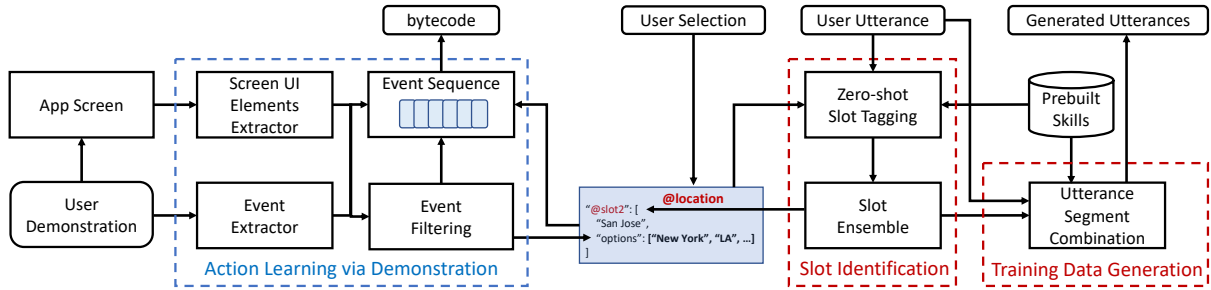 bytecode
User Selection
User Utterance
Generated Utterances
App Screen
Screen UI
Elements
Extractor
Event Sequence
Zero-shot
Slot Tagging
Prebuilt
Skills
User
Demonstration
Event
Extractor
Event
Filtering
@location
“@slot2”: [
“San Jose”,
“options”: [“New York”, “LA”, …]
]
Slot
Ensemble
Utterance
Segment
Combination
Action Learning via Demonstration
Slot Identification
Training Data Generation